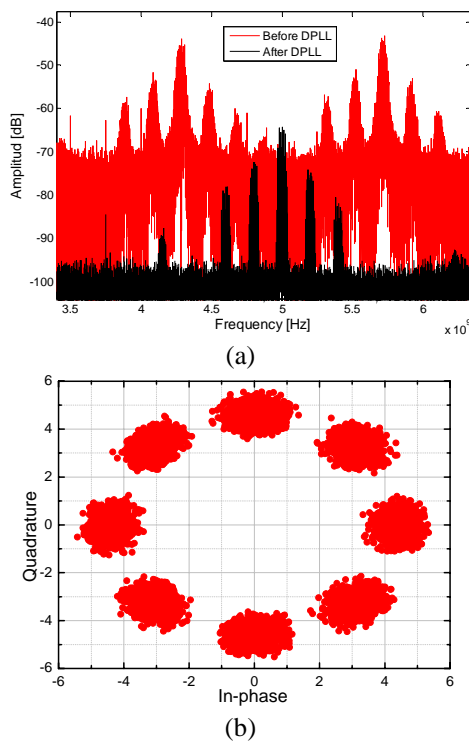 Before DPLL
After DPLL
Amplitud [dB]
-40
-50
-60
-70
-80
-90
-100
3.5 4 4.5 5 5.5 6
Frequency [Hz]
x 10^9
(a)
Quadrature
6
4
2
0
-2
-4
-6
-6 -4 -2 0 2 4 6
In-phase
(b)